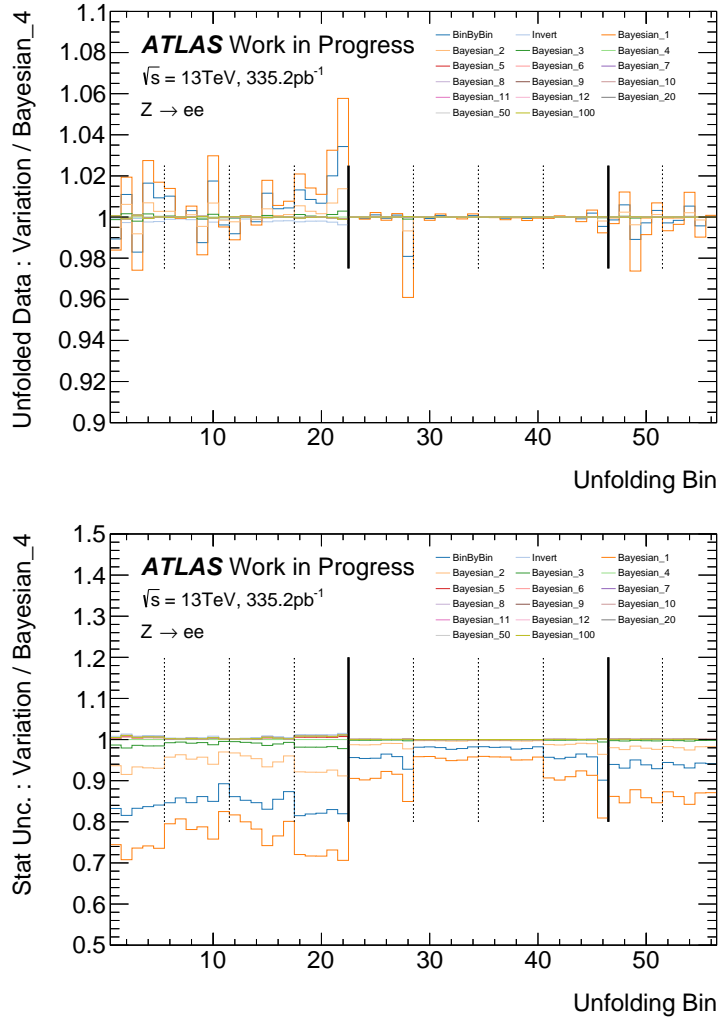 Unfolded Data : Variation / Bayesian_4
1.1
1.08
1.06
1.04
1.02
1
0.98
0.96
0.94
0.92
0.9
ATLAS Work in Progress
√s = 13TeV, 335.2pb⁻¹
Z → ee
BinByBin Invert Bayesian_1
Bayesian_2 Bayesian_3 Bayesian_4
Bayesian_5 Bayesian_6 Bayesian_7
Bayesian_8 Bayesian_9 Bayesian_10
Bayesian_11 Bayesian_12 Bayesian_20
Bayesian_50 Bayesian_100
10 20 30 40 50
Unfolding Bin
Stat Unc. : Variation / Bayesian_4
1.5
1.4
1.3
1.2
1.1
1
0.9
0.8
0.7
0.6
0.5
ATLAS Work in Progress
√s = 13TeV, 335.2pb⁻¹
Z → ee
BinByBin Invert Bayesian_1
Bayesian_2 Bayesian_3 Bayesian_4
Bayesian_5 Bayesian_6 Bayesian_7
Bayesian_8 Bayesian_9 Bayesian_10
Bayesian_11 Bayesian_12 Bayesian_20
Bayesian_50 Bayesian_100
10 20 30 40 50
Unfolding Bin